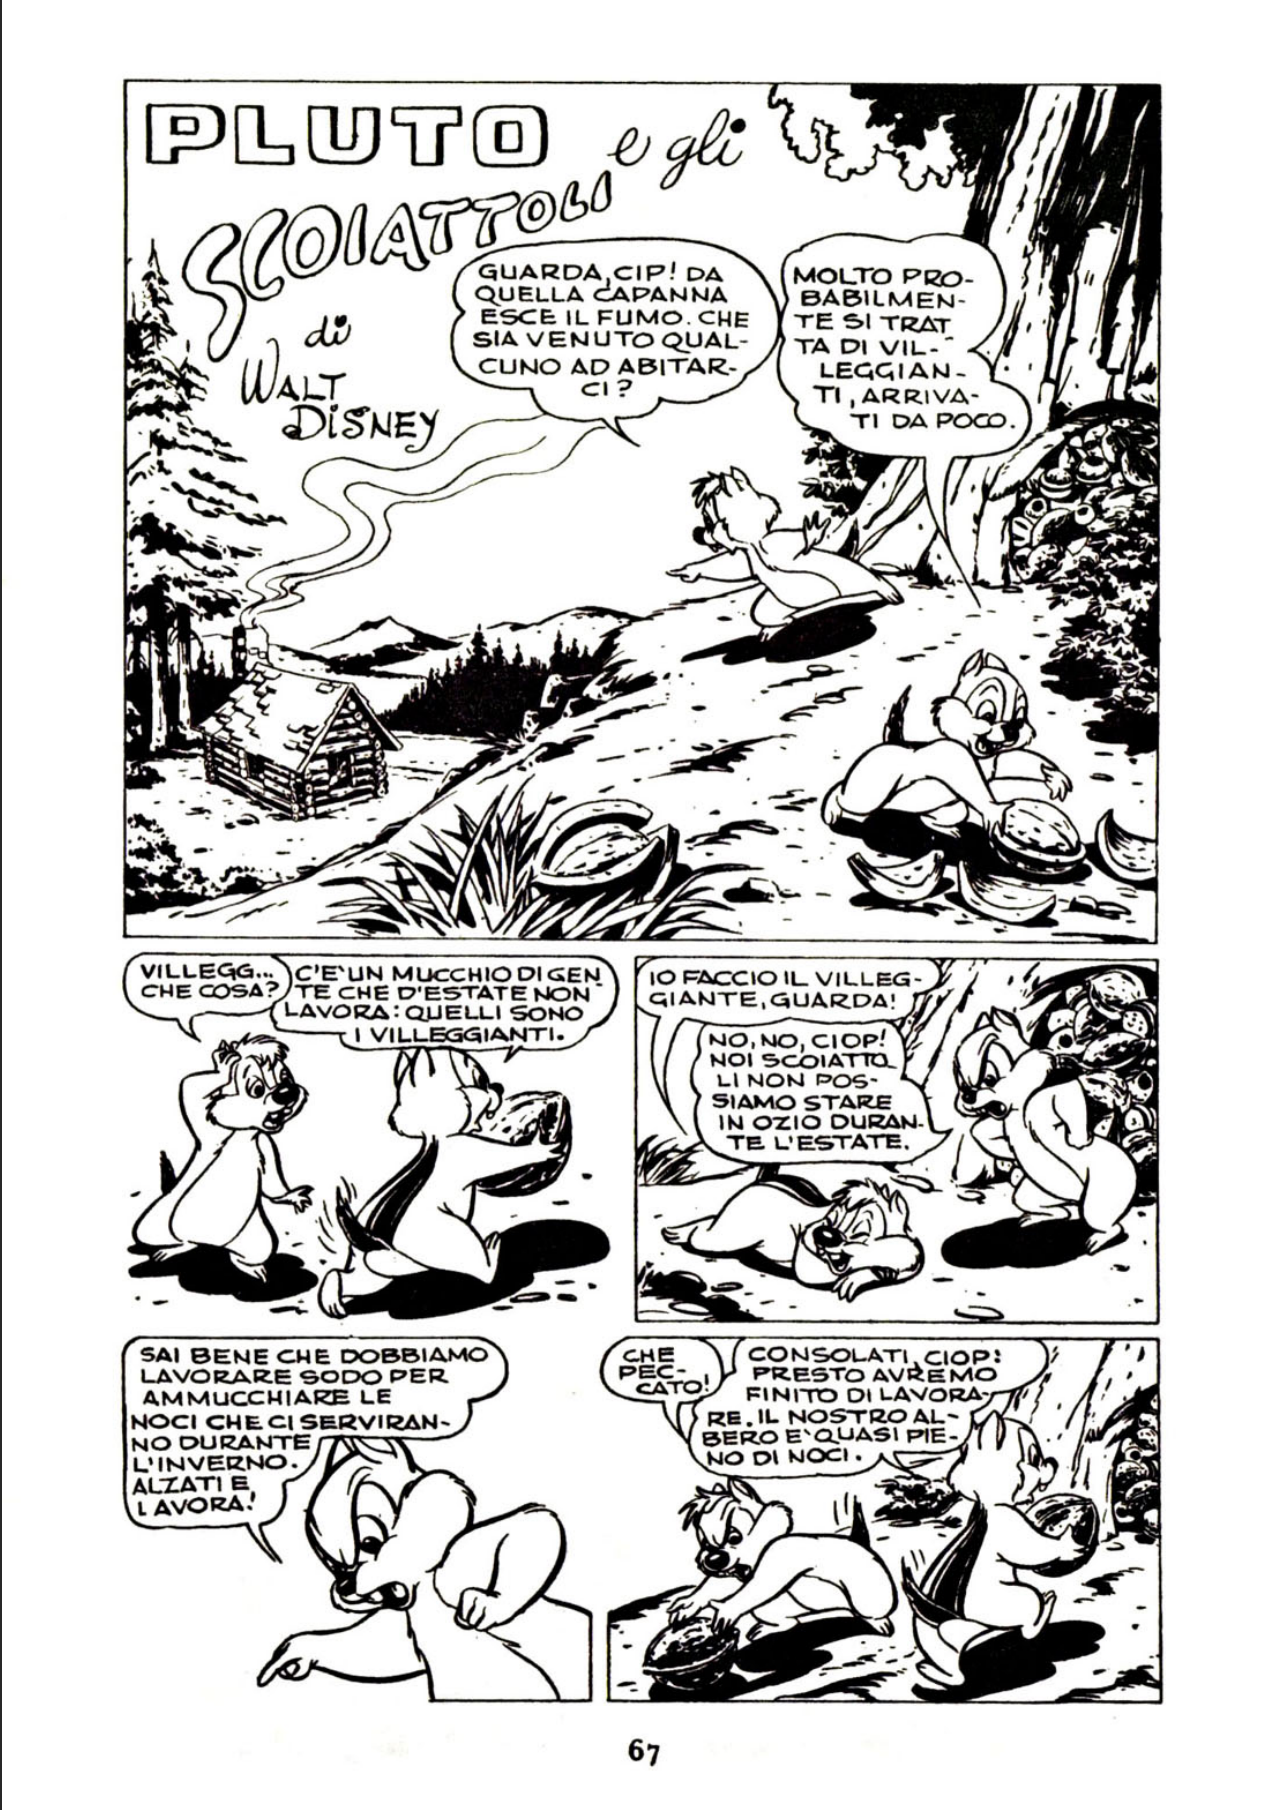 PLUTO e gli
SCOIATTOLI
di
WALT
DISNEY
GUARDA, CIP! DA
QUELLA CAPANNA
ESCE IL FUMO. CHE
SIA VENUTO QUAL-
CUNO AD ABITAR-
CI?
MOLTO PRO-
BABILMEN-
TE SI TRAT
TA DI VIL-
LEGGIAN-
TI, ARRIVA-
TI DA POCO.
VILLEGG...
CHE COSA?
C'E' UN MUCCHIO DI GEN
TE CHE D'ESTATE NON
LAVORA: QUELLI SONO
I VILLEGGIANTI.
IO FACCIO IL VILLEG-
GIANTE, GUARDA!
NO, NO, CIOP!
NOI SCOIATTO
LI NON POS-
SIAMO STARE
IN OZIO DURAN-
TE L'ESTATE.
SAI BENE CHE DOBBIAMO
LAVORARE SODO PER
AMMUCCHIARE LE
NOCI CHE CI SERVIRAN-
NO DURANTE
L'INVERNO.
ALZATI E
LAVORA!
CHE
PEC-
CATO!
CONSOLATI, CIOP!
PRESTO AVREMO
FINITO DI LAVORA-
RE. IL NOSTRO AL-
BERO E' QUASI PIE-
NO DI NOCI.
67